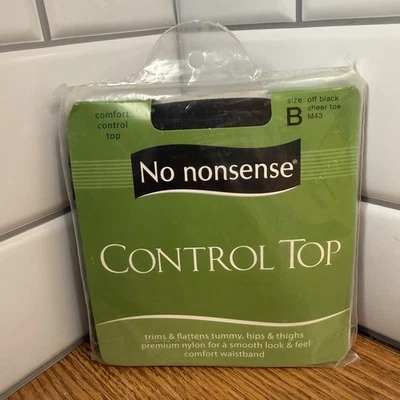 comfort
control
top
size
B
off black
sheer toe
M43
No nonsense®
CONTROL TOP
trims & flattens tummy, hips & thighs
premium nylon for a smooth look & feel
comfort waistband